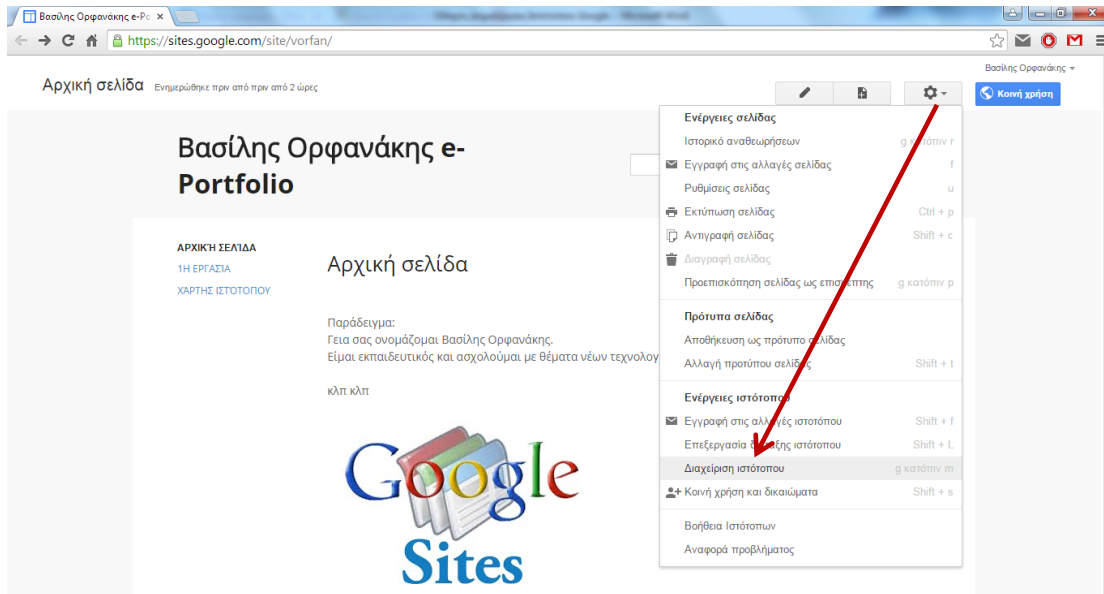 Βασίλης Ορφανάκης e-Po
https://sites.google.com/site/vorfan/
Βασίλης Ορφανάκης
Αρχική σελίδα Ενημερώθηκε πριν από πριν από 2 ώρες
Κοινή χρήση
Βασίλης Ορφανάκης e-
Portfolio
ΑΡΧΙΚΉ ΣΕΛΊΔΑ
1Η ΕΡΓΑΣΊΑ
ΧΆΡΤΗΣ ΙΣΤΌΤΟΠΟΥ
Αρχική σελίδα
Παράδειγμα:
Γεια σας ονομάζομαι Βασίλης Ορφανάκης.
Είμαι εκπαιδευτικός και ασχολούμαι με θέματα νέων τεχνολογ
κλπ κλπ
Google
Sites
Ενέργειες σελίδας
Ιστορικό αναθεωρήσεων g κατόπιν r
Εγγραφή στις αλλαγές σελίδας f
Ρυθμίσεις σελίδας u
Εκτύπωση σελίδας Ctrl + p
Αντιγραφή σελίδας Shift + c
Διαγραφή σελίδας
Προεπισκόπηση σελίδας ως επισκέπτης g κατόπιν p
Πρότυπα σελίδας
Αποθήκευση ως πρότυπο σελίδας
Αλλαγή προτύπου σελίδας Shift + t
Ενέργειες ιστότοπου
Εγγραφή στις αλλαγές ιστοτόπου Shift + f
Επεξεργασία διάταξης ιστότοπου Shift + L
Διαχείριση ιστότοπου g κατόπιν m
Κοινή χρήση και δικαιώματα Shift + s
Βοήθεια Ιστότοπων
Αναφορά προβλήματος